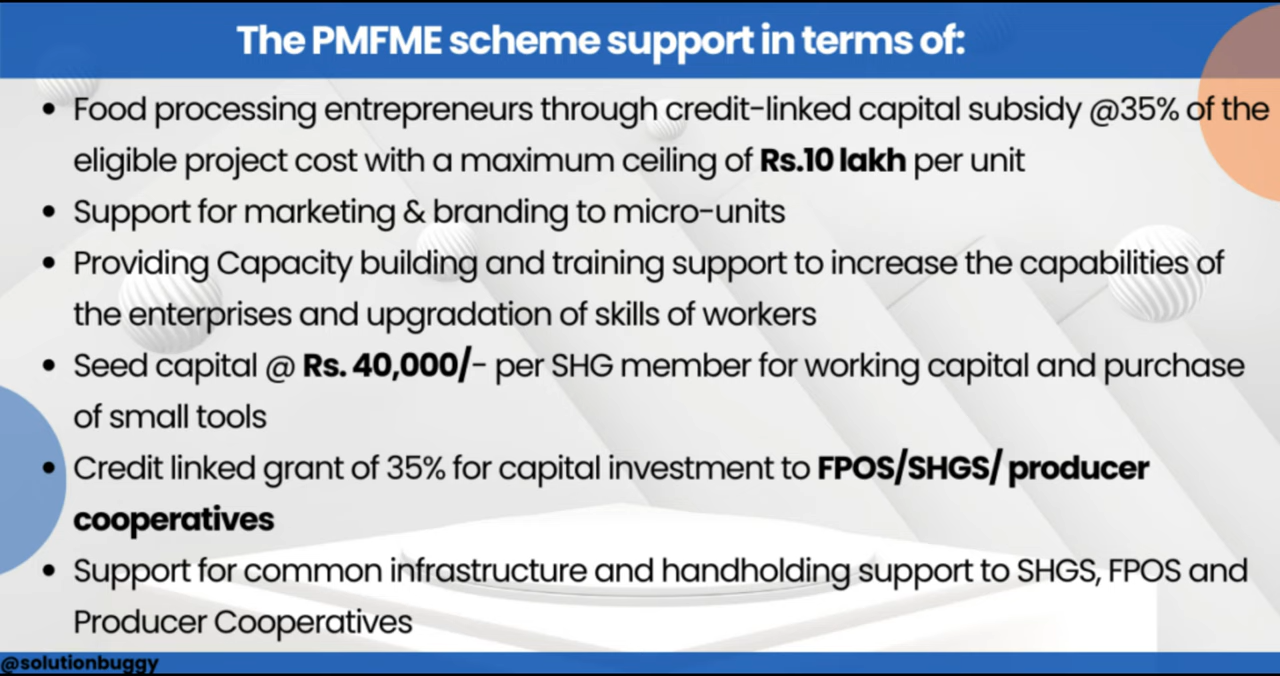 The PMFME scheme support in terms of:
• Food processing entrepreneurs through credit-linked capital subsidy @35% of the
eligible project cost with a maximum ceiling of Rs.10 lakh per unit
• Support for marketing & branding to micro-units
• Providing Capacity building and training support to increase the capabilities of
the enterprises and upgradation of skills of workers
• Seed capital @ Rs. 40,000/- per SHG member for working capital and purchase
of small tools
• Credit linked grant of 35% for capital investment to FPOS/SHGS/ producer
cooperatives
• Support for common infrastructure and handholding support to SHGS, FPOS and
Producer Cooperatives
@solutionbuggy